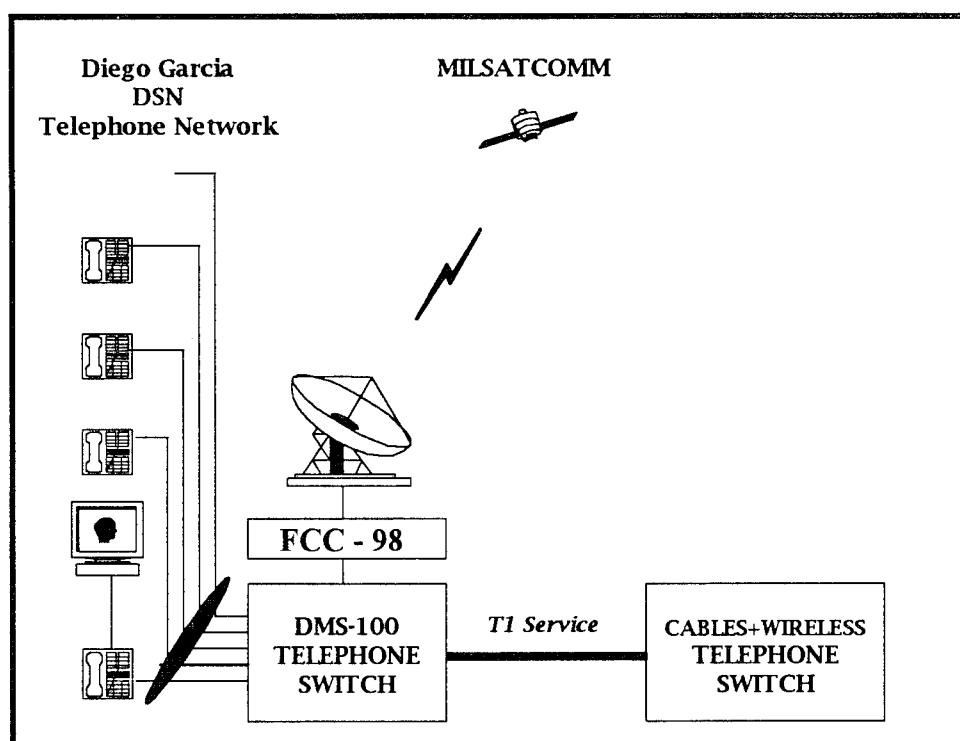 Diego Garcia
DSN
Telephone Network
MILSATCOMM
FCC - 98
DMS-100
TELEPHONE
SWITCH
T1 Service
CABLES+WIRELESS
TELEPHONE
SWITCH